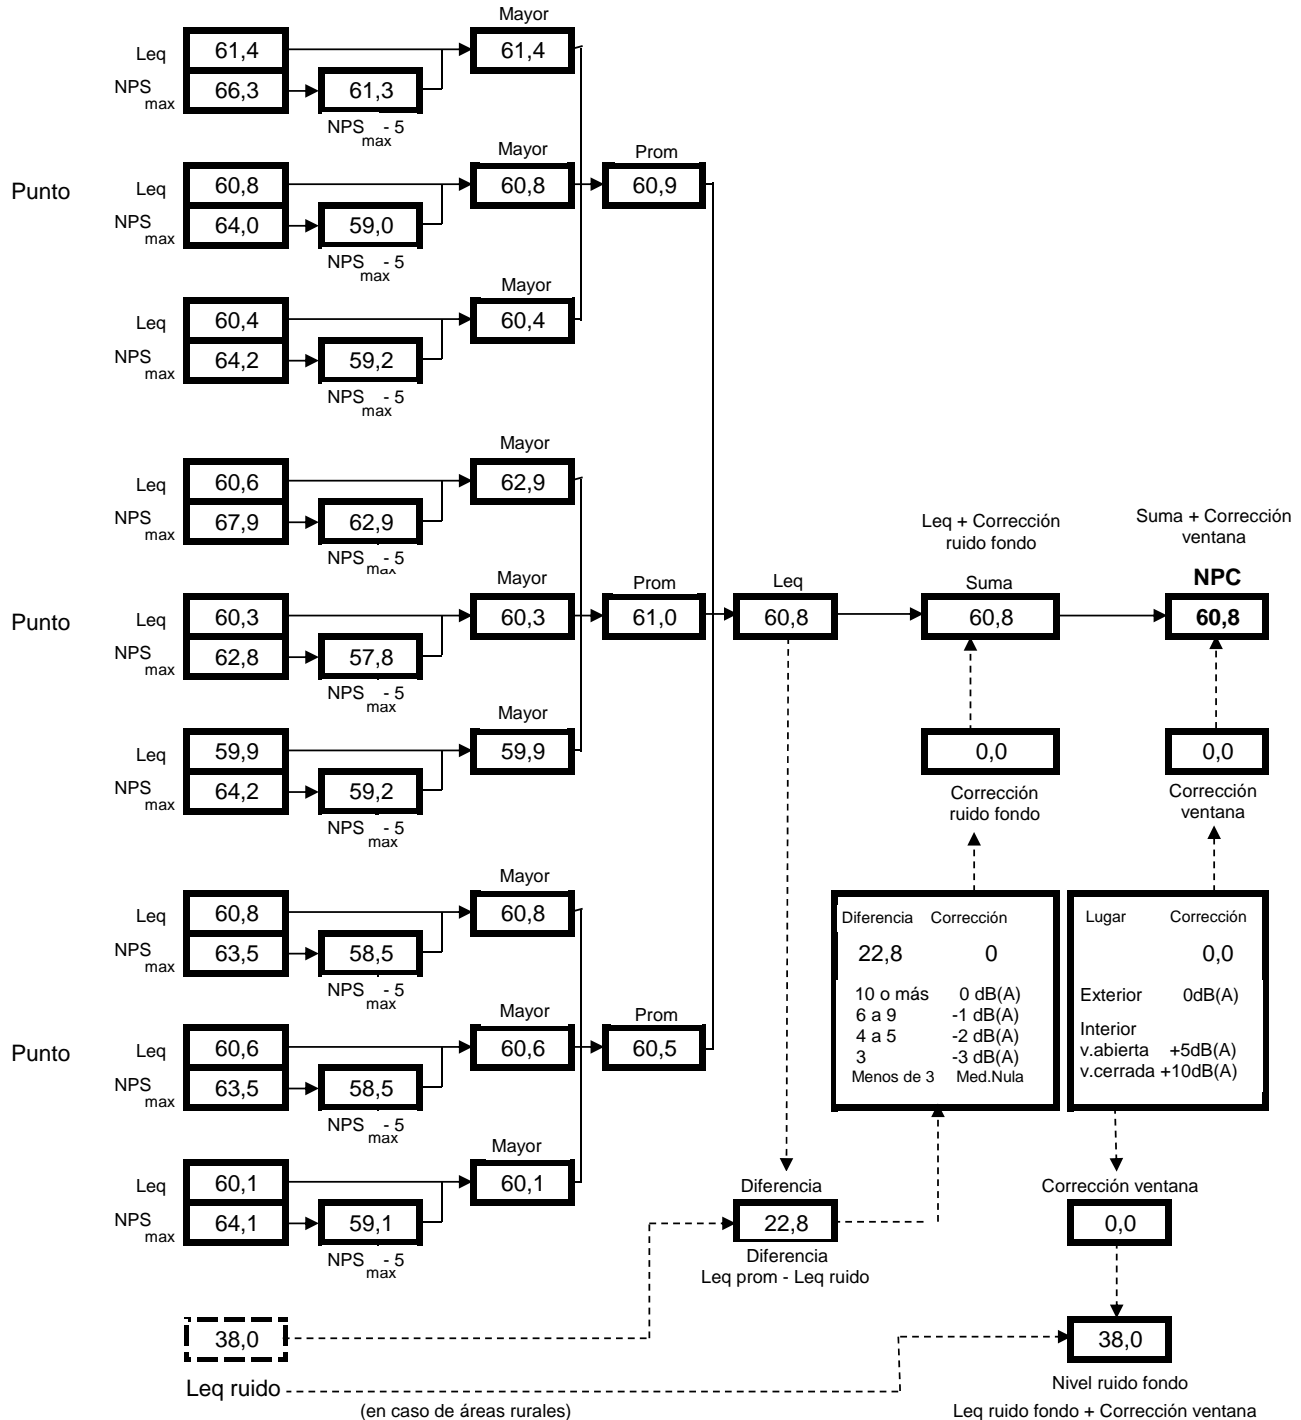 Mayor
Leq 61,4 61,4
NPS max 66,3 61,3
NPS max - 5
Mayor Prom
Punto Leq 60,8 60,8 60,9
NPS max 64,0 59,0
NPS max - 5
Mayor
Leq 60,4 60,4
NPS max 64,2 59,2
NPS max - 5
Mayor
Leq 60,6 62,9
NPS max 67,9 62,9
NPS max - 5
Leq + Corrección
ruido fondo
Suma + Corrección
ventana
Mayor Prom Leq Suma NPC
Punto Leq 60,3 60,3 61,0 60,8 60,8 60,8
NPS max 62,8 57,8
NPS max - 5
Mayor
Leq 59,9 59,9 0,0 0,0
NPS max 64,2 59,2
NPS max - 5
Corrección
ruido fondo
Corrección
ventana
Mayor
Leq 60,8 60,8
NPS max 63,5 58,5
NPS max - 5
Diferencia Corrección
22,8 0
10 o más 0 dB(A)
6 a 9 -1 dB(A)
4 a 5 -2 dB(A)
3 -3 dB(A)
Menos de 3 Med.Nula
Lugar Corrección
0,0
Exterior 0dB(A)
Interior
v.abierta +5dB(A)
v.cerrada +10dB(A)
Mayor Prom
Punto Leq 60,6 60,6 60,5
NPS max 63,5 58,5
NPS max - 5
Mayor
Leq 60,1 60,1
NPS max 64,1 59,1
NPS max - 5
Diferencia
22,8
Diferencia
Leq prom - Leq ruido
Corrección ventana
0,0
38,0
Leq ruido
(en caso de áreas rurales)
38,0
Nivel ruido fondo
Leq ruido fondo + Corrección ventana